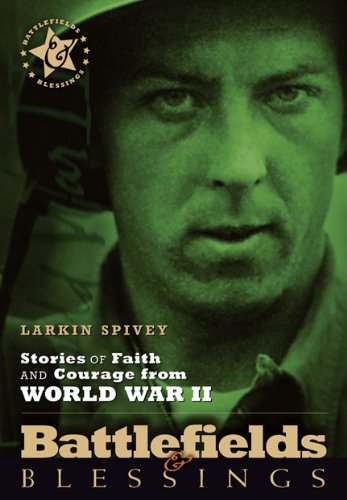 BATTLEFIELDS
&
BLESSINGS
LARKIN SPIVEY
Stories OF Faith
AND Courage from
WORLD WAR II
Battlefields
&
BLESSINGS